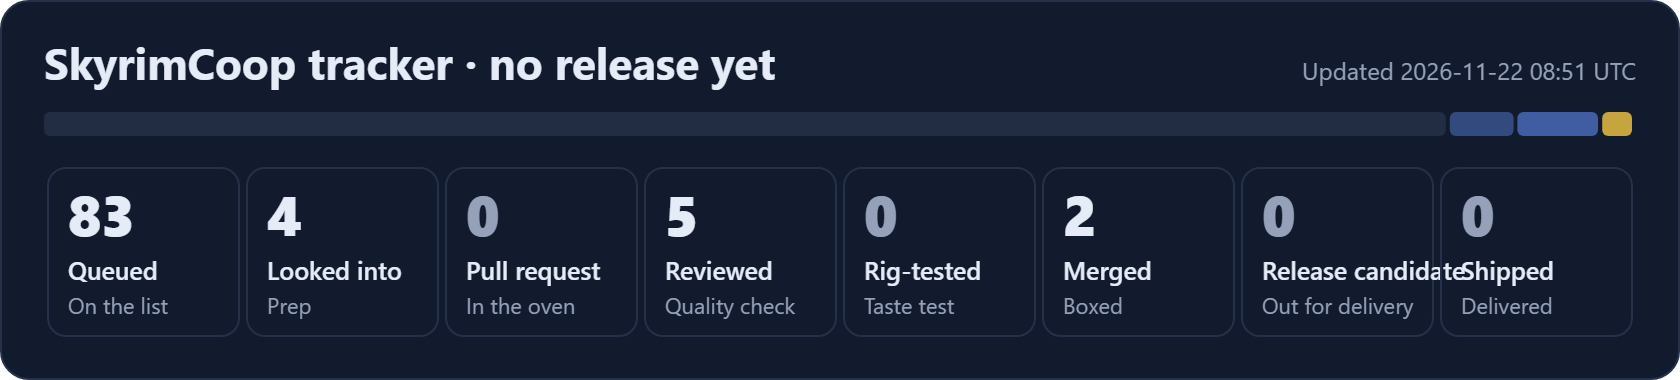 SkyrimCoop tracker · no release yet
Updated 2026-11-22 08:51 UTC
83
Queued
On the list
4
Looked into
Prep
0
Pull request
In the oven
5
Reviewed
Quality check
0
Rig-tested
Taste test
2
Merged
Boxed
0
Release candidate
Out for delivery
0
Shipped
Delivered